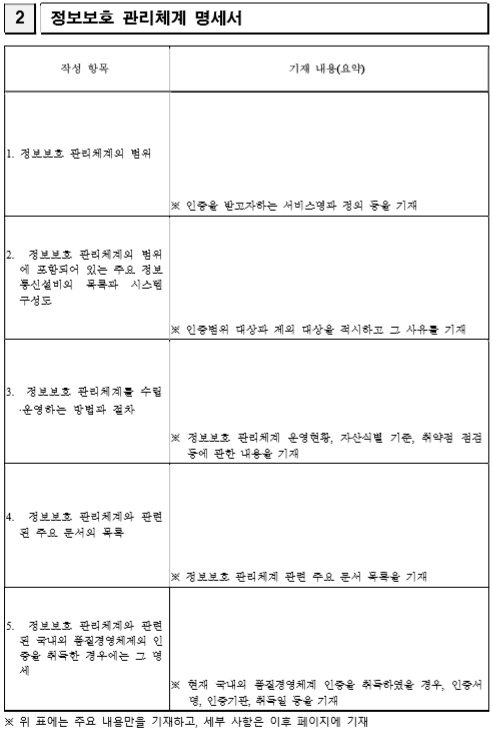 2 정보보호 관리체계 명세서
작성 항목 기재 내용(요약)
1. 정보보호 관리체계의 범위
※ 인증을 받고자하는 서비스명과 정의 등을 기재
2. 정보보호 관리체계의 범위
에 포함되어 있는 주요 정보
통신설비의 목록과 시스템
구성도
※ 인증범위 대상과 제외 대상을 적시하고 그 사유를 기재
3. 정보보호 관리체계를 수립
·운영하는 방법과 절차
※ 정보보호 관리체계 운영현황, 자산식별 기준, 취약점 점검
등에 관한 내용을 기재
4. 정보보호 관리체계와 관련
된 주요 문서의 목록
※ 정보보호 관리체계 관련 주요 문서 목록을 기재
5. 정보보호 관리체계와 관련
된 국내외 품질경영체계의 인
증을 취득한 경우에는 그 명
세
※ 현재 국내외 품질경영체계 인증을 취득하였을 경우, 인증서
명, 인증기관, 취득일 등을 기재
※ 위 표에는 주요 내용만를 기재하고, 세부 사항은 이후 페이지에 기재